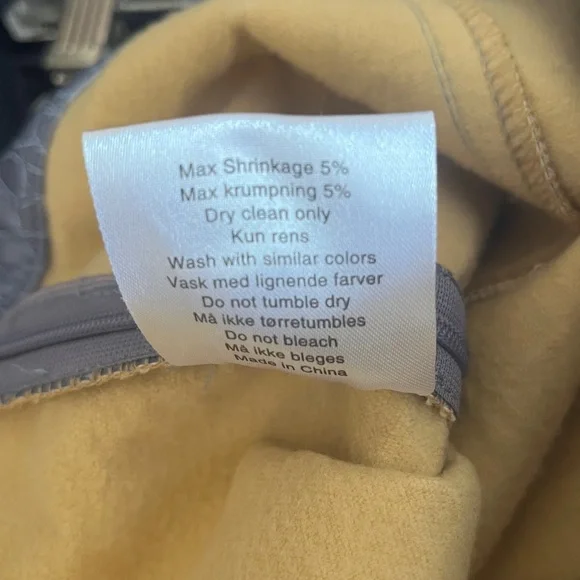 Max Shrinkage 5%
Max krumpning 5%
Dry clean only
Kun rens
Wash with similar colors
Vask med lignende farver
Do not tumble dry
Må ikke tørretumbles
Do not bleach
Må ikke bleges
Made in China